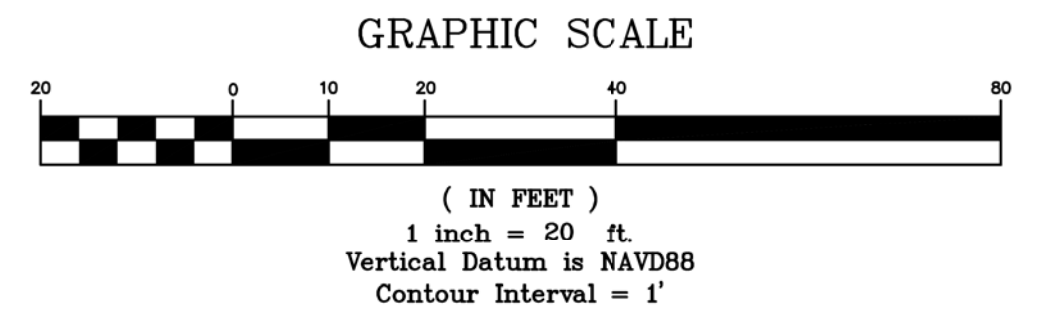 GRAPHIC SCALE
20 0 10 20 40 80
( IN FEET )
1 inch = 20 ft.
Vertical Datum is NAVD88
Contour Interval = 1'